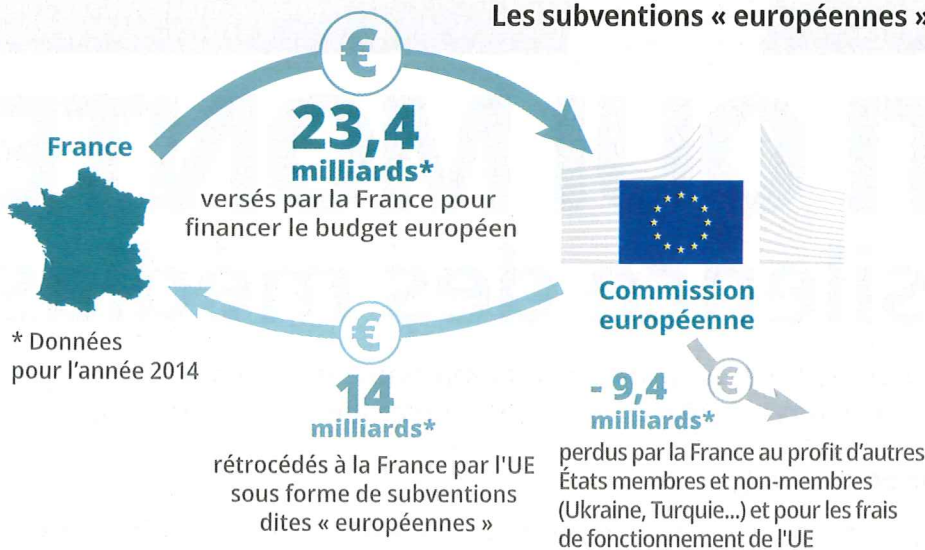 Les subventions « européennes »
€
23,4
milliards*
versés par la France pour
financer le budget européen
France
Commission
européenne
* Données
pour l'année 2014
€
14
milliards*
rétrocédés à la France par l'UE
sous forme de subventions
dites « européennes »
€
- 9,4
milliards*
perdus par la France au profit d'autres
États membres et non-membres
(Ukraine, Turquie...) et pour les frais
de fonctionnement de l'UE